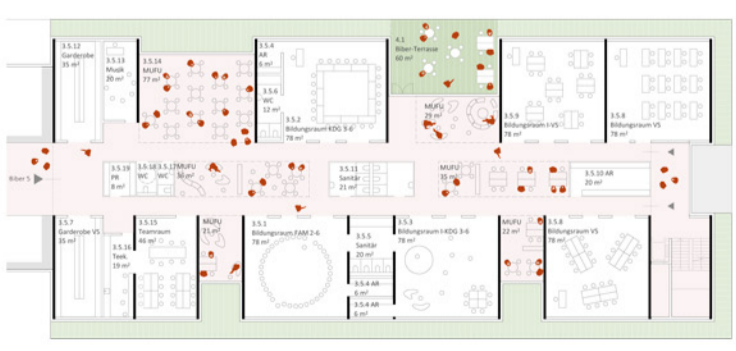 3.5.12
Garderobe
35 m²
3.5.13
Musik
20 m²
3.5.14
MUFU
77 m²
3.5.4
AR
6 m²
3.5.6
WC
12 m²
3.5.2
Bildungsraum KDG 3-6
78 m²
4.1
Biber-Terrasse
60 m²
MUFU
29 m²
3.5.9
Bildungsraum I-VS
78 m²
3.5.8
Bildungsraum VS
78 m²
Biber 5
3.5.19
PR
8 m²
WC
WC
MUFU
30 m²
3.5.11
Sanitär
21 m²
MUFU
35 m²
3.5.10 AR
20 m²
3.5.7
Garderobe VS
35 m²
3.5.16
Teek.
19 m²
3.5.15
Teamraum
46 m²
MUFU
21 m²
3.5.1
Bildungsraum FAM 2-6
78 m²
3.5.5
Sanitär
20 m²
3.5.4 AR
6 m²
3.5.4 AR
6 m²
3.5.3
Bildungsraum I-KDG 3-6
78 m²
MUFU
22 m²
3.5.8
Bildungsraum VS
78 m²